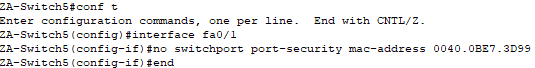 ZA-Switch5#conf t
Enter configuration commands, one per line.  End with CNTL/Z.
ZA-Switch5(config)#interface fa0/1
ZA-Switch5(config-if)#no switchport port-security mac-address 0040.0BE7.3D99
ZA-Switch5(config-if)#end